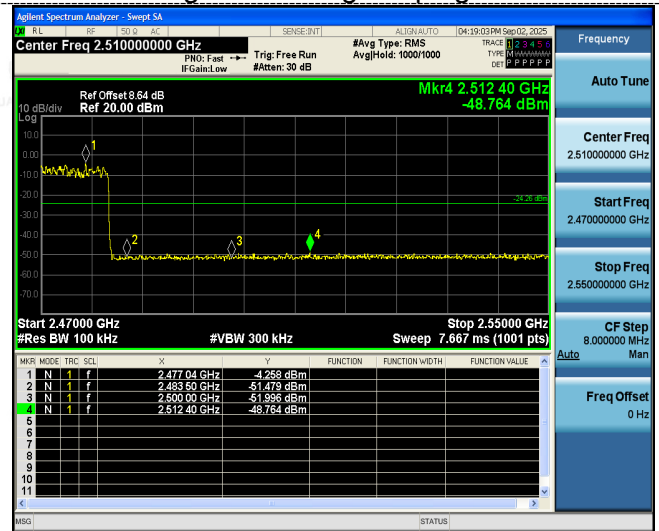 Agilent Spectrum Analyzer - Swept SA
RL RF 50 Ω AC SENSE:INT ALIGN AUTO 04:19:03 PM Sep 02, 2025
Center Freq 2.510000000 GHz
PNO: Fast
IFGain:Low
Trig: Free Run
#Atten: 30 dB
#Avg Type: RMS
Avg|Hold: 1000/1000
TRACE 1 2 3 4 5 6
TYPE M W W W W W
DET P P P P P P
Ref Offset 8.64 dB
Ref 20.00 dBm
10 dB/div
Log
Mkr4 2.512 40 GHz
-48.764 dBm
10.0
0.00
-10.0
-20.0
-30.0
-40.0
-50.0
-60.0
-70.0
1
2
3
4
-24.26 dBm
Start 2.47000 GHz Stop 2.55000 GHz
#Res BW 100 kHz #VBW 300 kHz Sweep 7.667 ms (1001 pts)
MKR MODE TRC SCL X Y FUNCTION FUNCTION WIDTH FUNCTION VALUE
1 N 1 f 2.477 04 GHz -4.258 dBm
2 N 1 f 2.483 50 GHz -51.479 dBm
3 N 1 f 2.500 00 GHz -51.996 dBm
4 N 1 f 2.512 40 GHz -48.764 dBm
5
6
7
8
9
10
11
MSG STATUS
Frequency
Auto Tune
Center Freq
2.510000000 GHz
Start Freq
2.470000000 GHz
Stop Freq
2.550000000 GHz
CF Step
8.000000 MHz
Auto Man
Freq Offset
0 Hz